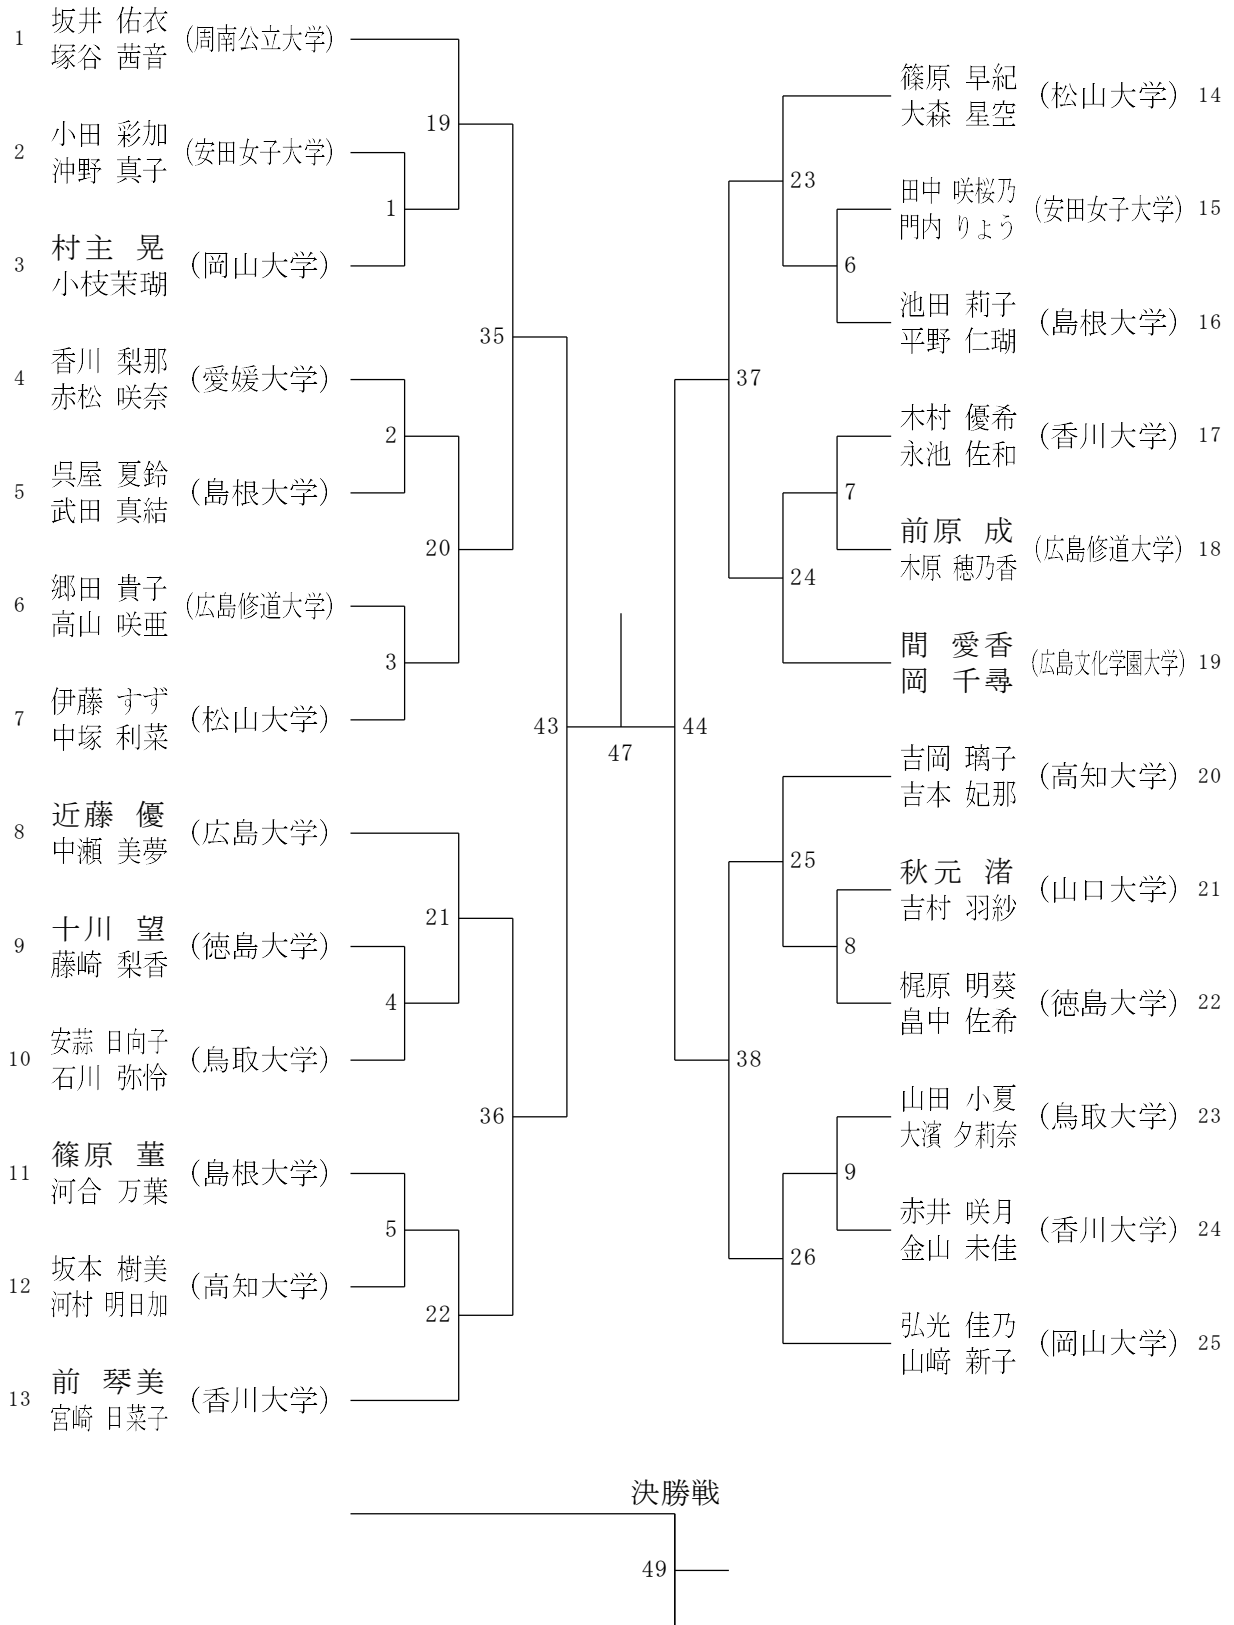 1 坂井 佑衣 (周南公立大学)
塚谷 茜音
2 小田 彩加 (安田女子大学)
沖野 真子
3 村主 晃 (岡山大学)
小枝茉瑚
4 香川 梨那 (愛媛大学)
赤松 咲奈
5 呉屋 夏鈴 (島根大学)
武田 真結
6 郷田 貴子 (広島修道大学)
高山 咲亜
7 伊藤 すず (松山大学)
中塚 利菜
8 近藤 優 (広島大学)
中瀬 美夢
9 十川 望 (徳島大学)
藤崎 梨香
10 安蒜 日向子 (鳥取大学)
石川 弥怜
11 篠原 菫 (島根大学)
河合 万葉
12 坂本 樹美 (高知大学)
河村 明日加
13 前 琴美 (香川大学)
宮崎 日菜子
19
1
35
2
20
3
43
21
4
36
5
22
47
44
23
6
37
7
24
25
8
38
9
26
篠原 早紀 (松山大学) 14
大森 星空
田中 咲桜乃 (安田女子大学) 15
門内 りょう
池田 莉子 (島根大学) 16
平野 仁瑚
木村 優希 (香川大学) 17
永池 佐和
前原 成 (広島修道大学) 18
木原 穂乃香
間 愛香 (広島文化学園大学) 19
岡 千尋
吉岡 璃子 (高知大学) 20
吉本 妃那
秋元 渚 (山口大学) 21
吉村 羽紗
梶原 明葵 (徳島大学) 22
畠中 佐希
山田 小夏 (鳥取大学) 23
大濱 夕莉奈
赤井 咲月 (香川大学) 24
金山 未佳
弘光 佳乃 (岡山大学) 25
山﨑 新子
決勝戦
49